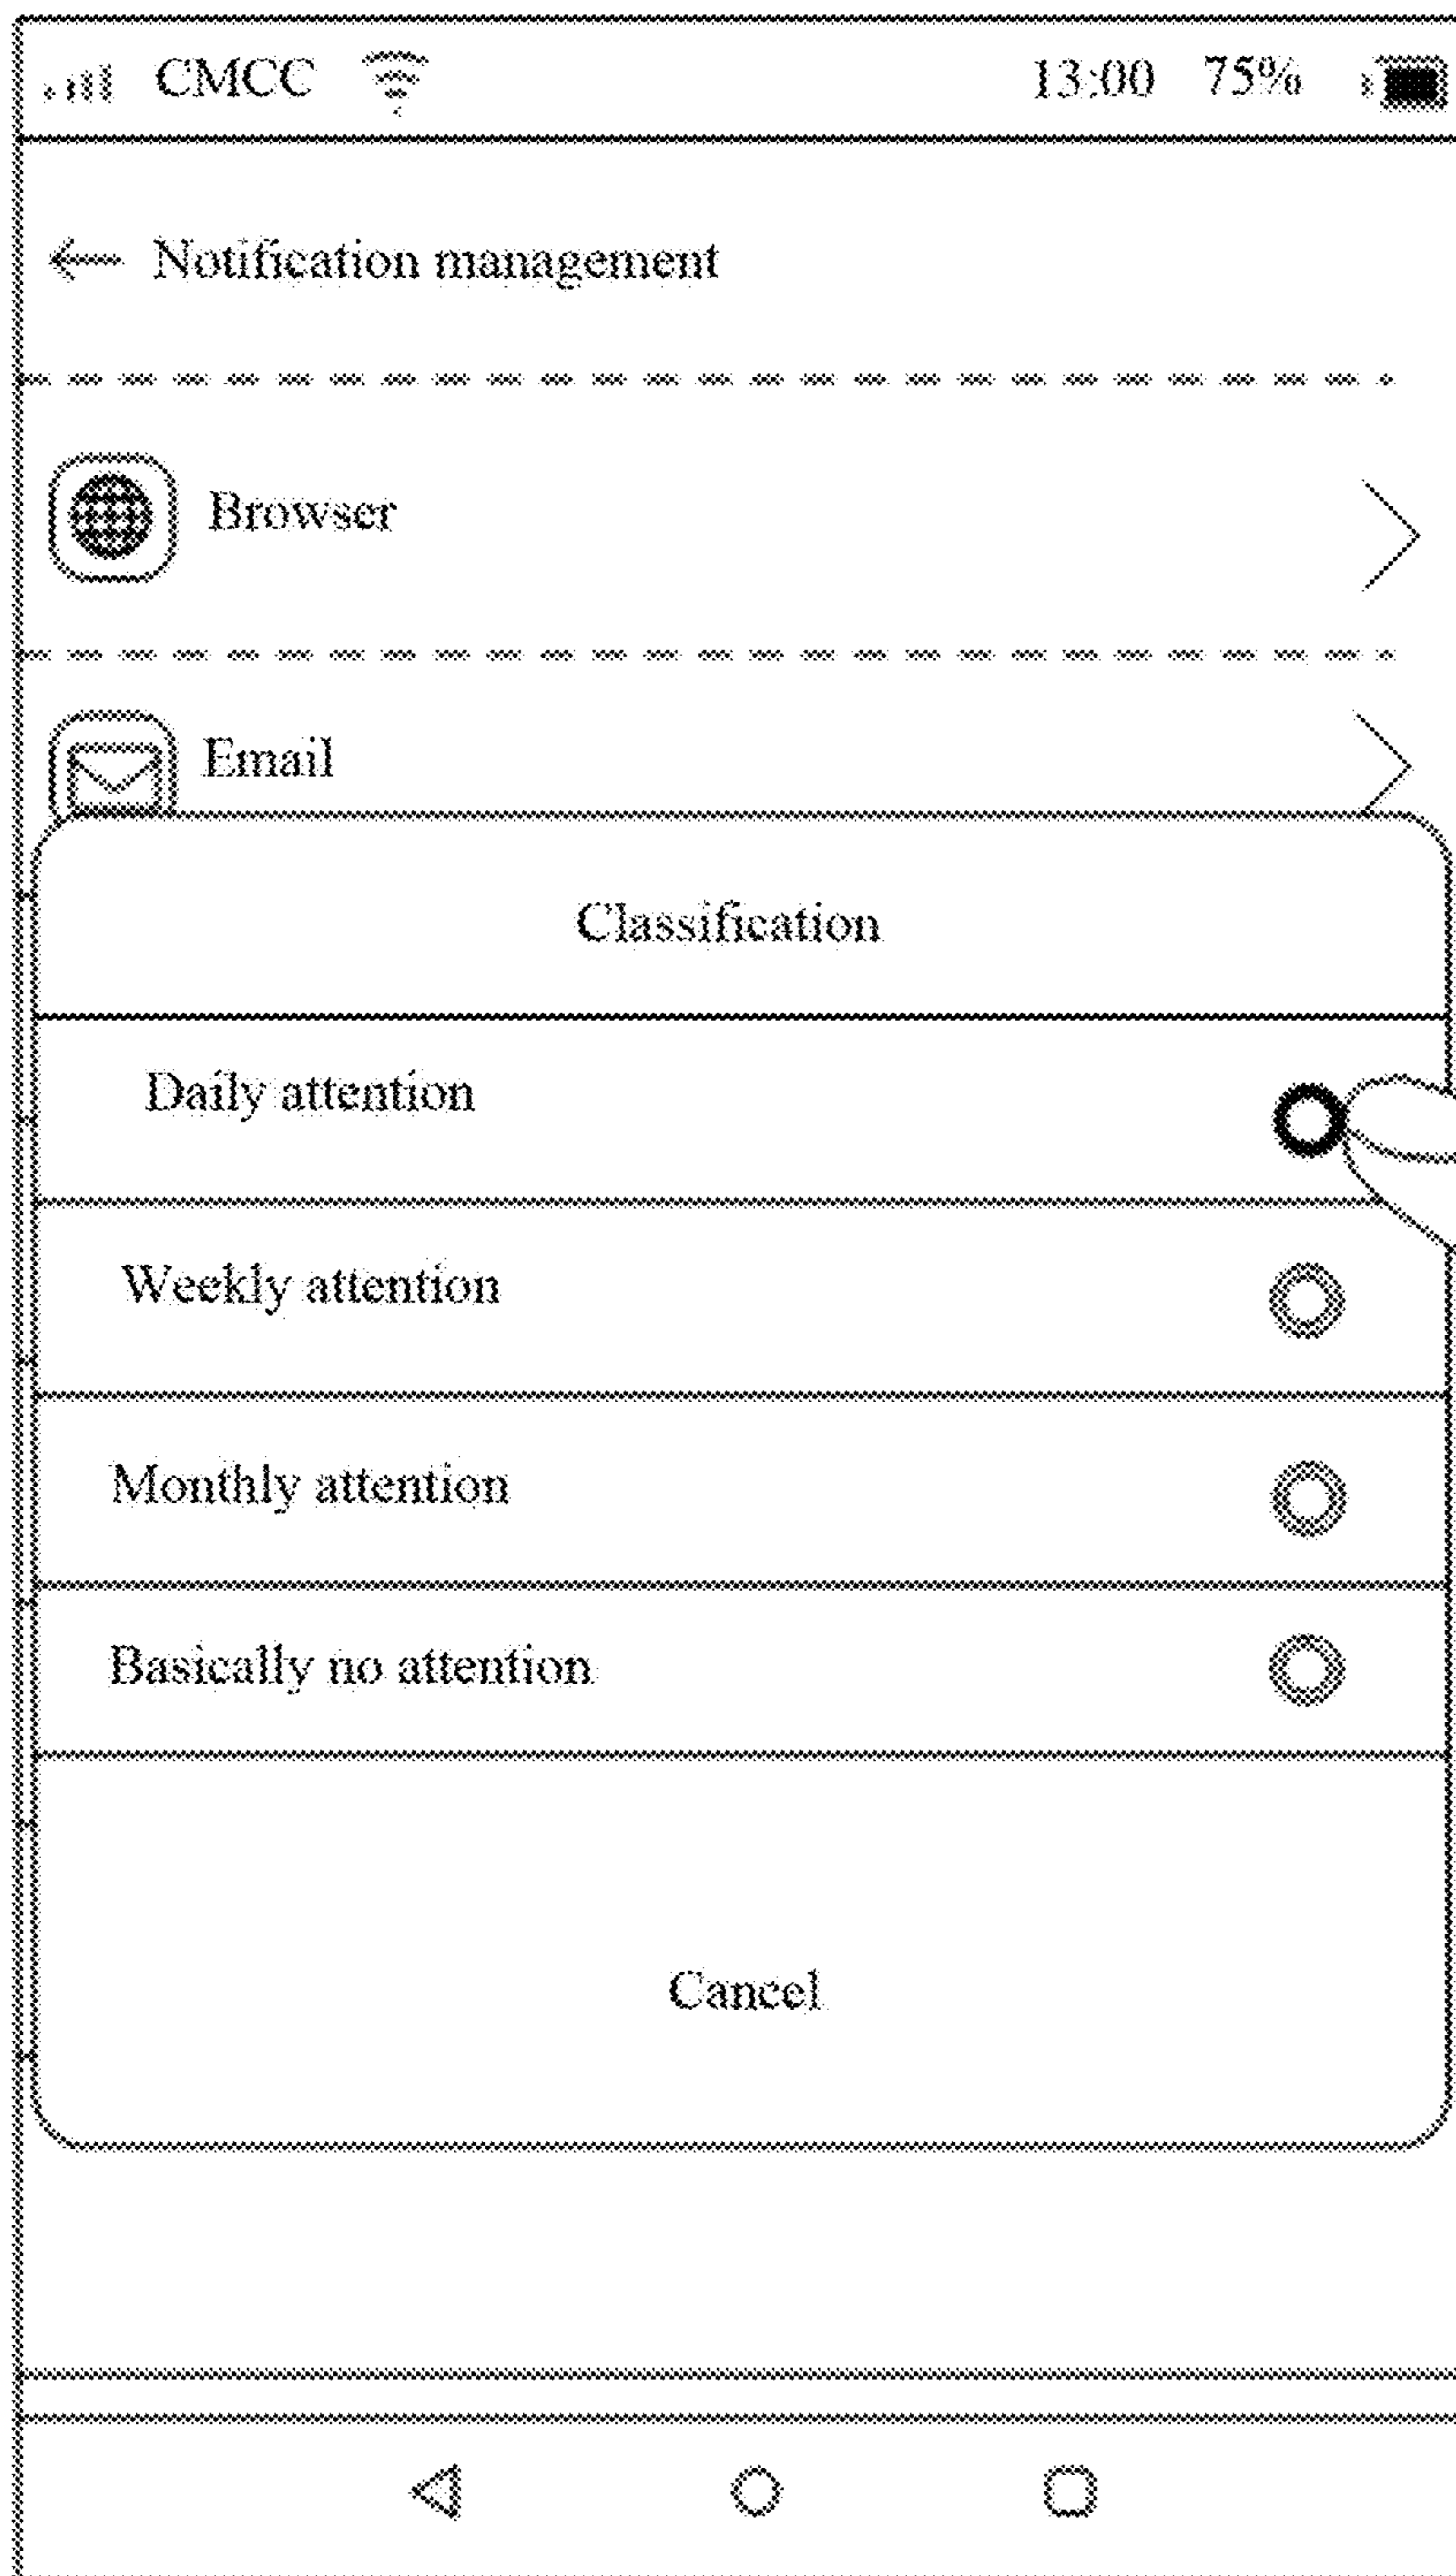 CMCC 13:00 75%
Notification management
Browser
Email
Classification
Daily attention
Weekly attention
Monthly attention
Basically no attention
Cancel